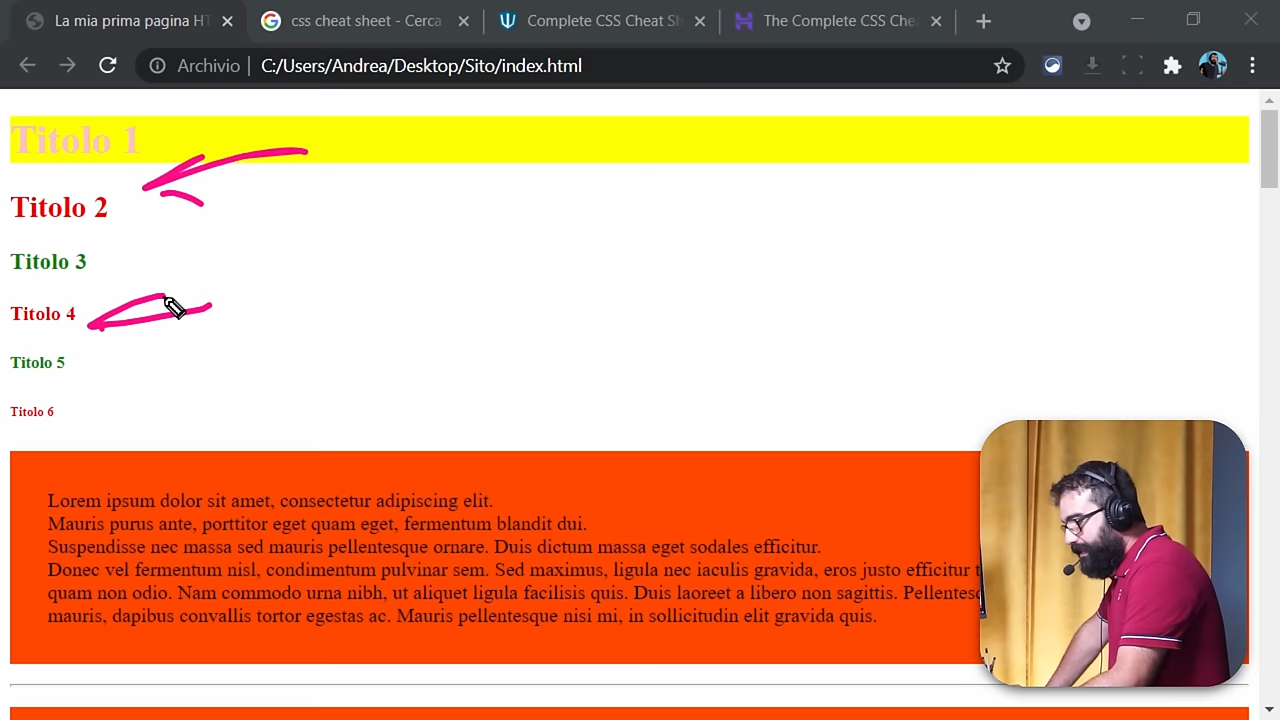 La mia prima pagina HT
css cheat sheet - Cerca
Complete CSS Cheat Sh
The Complete CSS Chea
Archivio
C:/Users/Andrea/Desktop/Sito/index.html
Titolo 1
Titolo 2
Titolo 3
Titolo 4
Titolo 5
Titolo 6
Lorem ipsum dolor sit amet, consectetur adipiscing elit.
Mauris purus ante, porttitor eget quam eget, fermentum blandit dui.
Suspendisse nec massa sed mauris pellentesque ornare. Duis dictum massa eget sodales efficitur.
Donec vel fermentum nisl, condimentum pulvinar sem. Sed maximus, ligula nec iaculis gravida, eros justo efficitur t
quam non odio. Nam commodo urna nibh, ut aliquet ligula facilisis quis. Duis laoreet a libero non sagittis. Pellentesc
mauris, dapibus convallis tortor egestas ac. Mauris pellentesque nisi mi, in sollicitudin elit gravida quis.